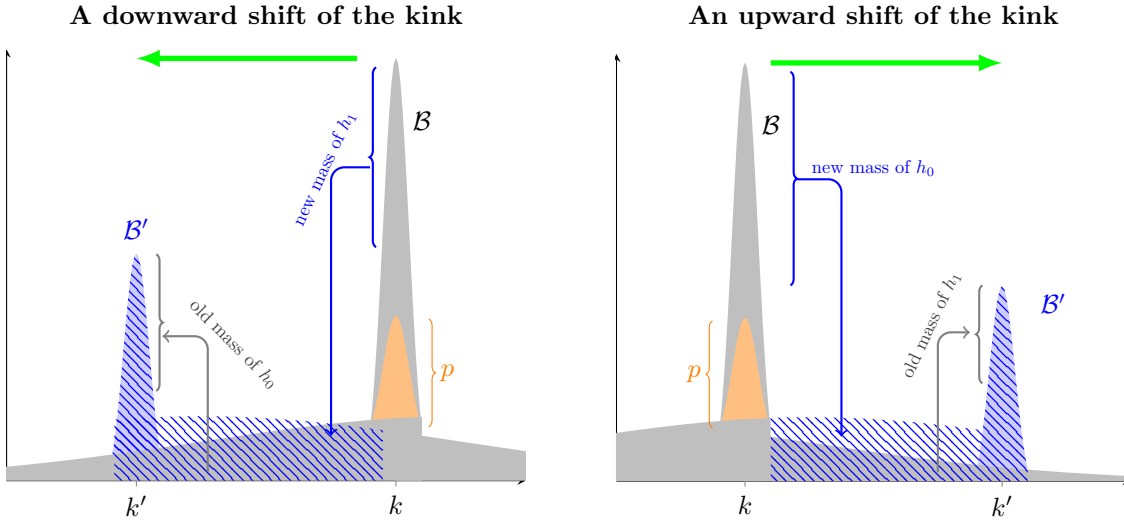 A downward shift of the kink
new mass of h₁
ℬ
ℬ′
old mass of h₀
p
k′
k
An upward shift of the kink
ℬ
new mass of h₀
old mass of h₁
ℬ′
p
k
k′